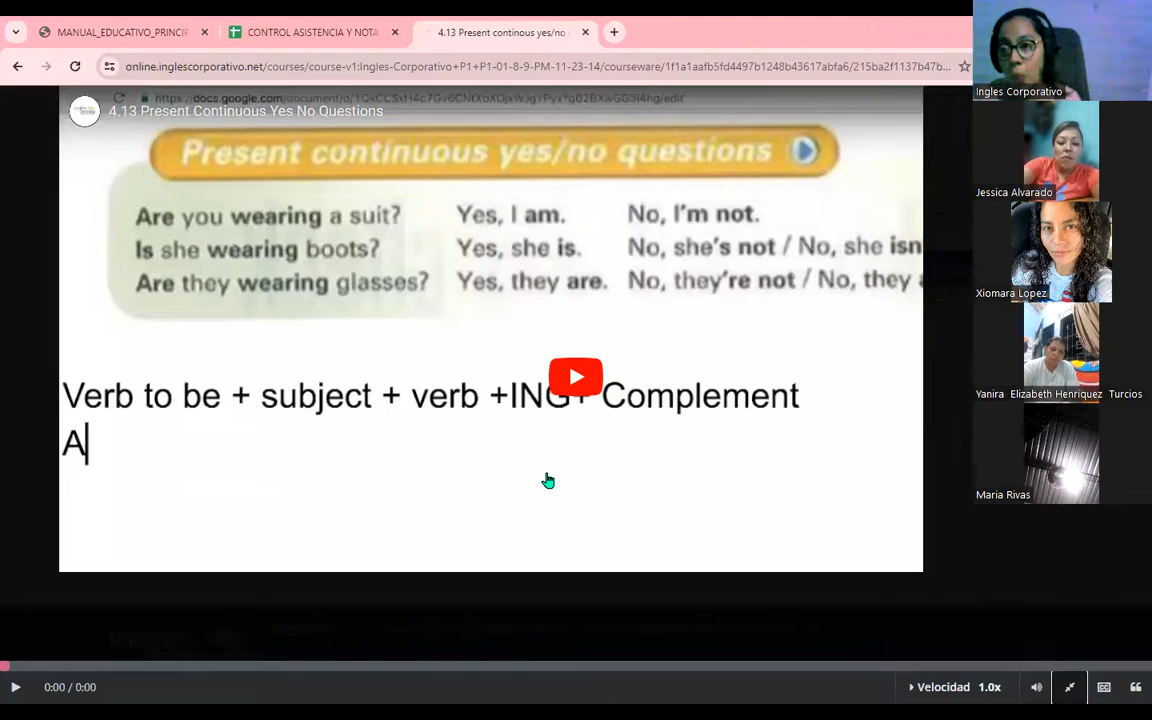 MANUAL_EDUCATIVO_PRINCIP
CONTROL ASISTENCIA Y NOTA
4.13 Present continous yes/no
online.inglescorporativo.net/courses/course-v1:Ingles-Corporativo+P1+P1-01-8-9-PM-11-23-14/courseware/1f1a1aafb5fd4497b1248b43617abfa6/215ba2f1137b47b...
4.13 Present Continuous Yes No Questions
Present continuous yes/no questions
Are you wearing a suit? Yes, I am. No, I'm not.
Is she wearing boots? Yes, she is. No, she's not / No, she isn
Are they wearing glasses? Yes, they are. No, they're not / No, they
Verb to be + subject + verb +ING+ Complement
A
0:00 / 0:00
Velocidad 1.0x
Ingles Corporativo
Jessica Alvarado
Xiomara Lopez
Yanira Elizabeth Henriquez Turcios
Maria Rivas